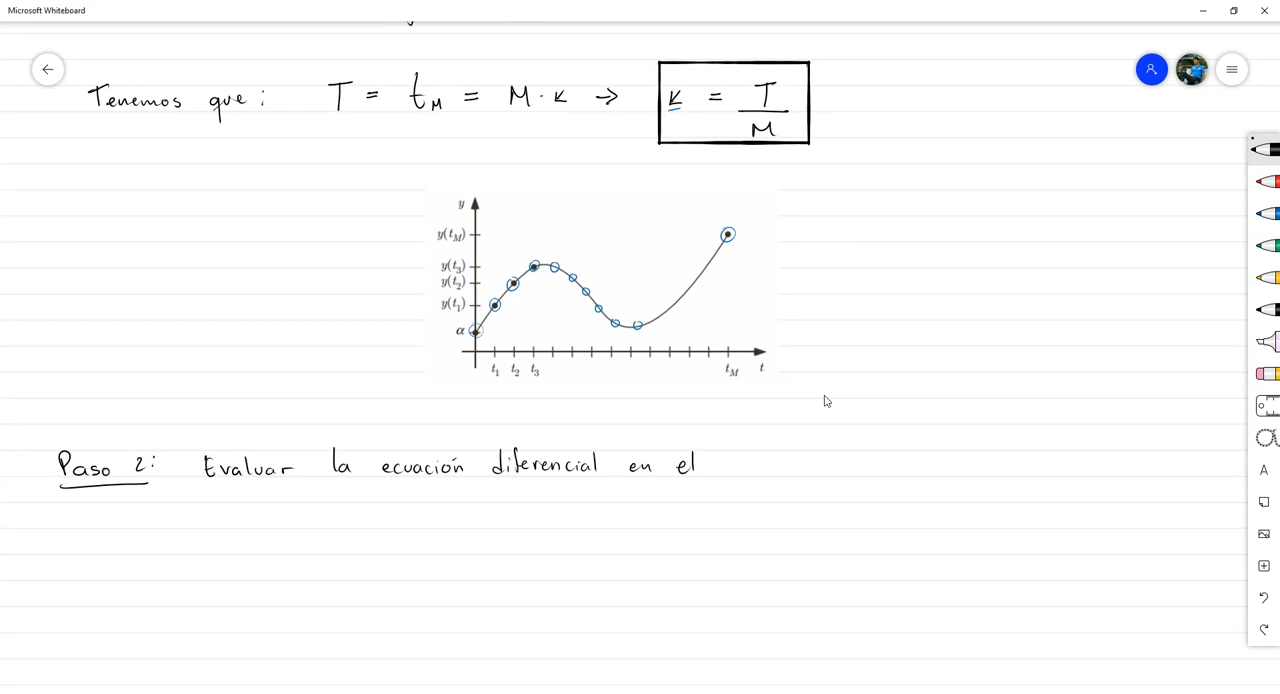 Microsoft Whiteboard
Tenemos que: T = t_M = M · k → k = T/M
y
y(t_M)
y(t_3)
y(t_2)
y(t_1)
α
t_1 t_2 t_3 t_M t
Paso 2: Evaluar la ecuación diferencial en el
A